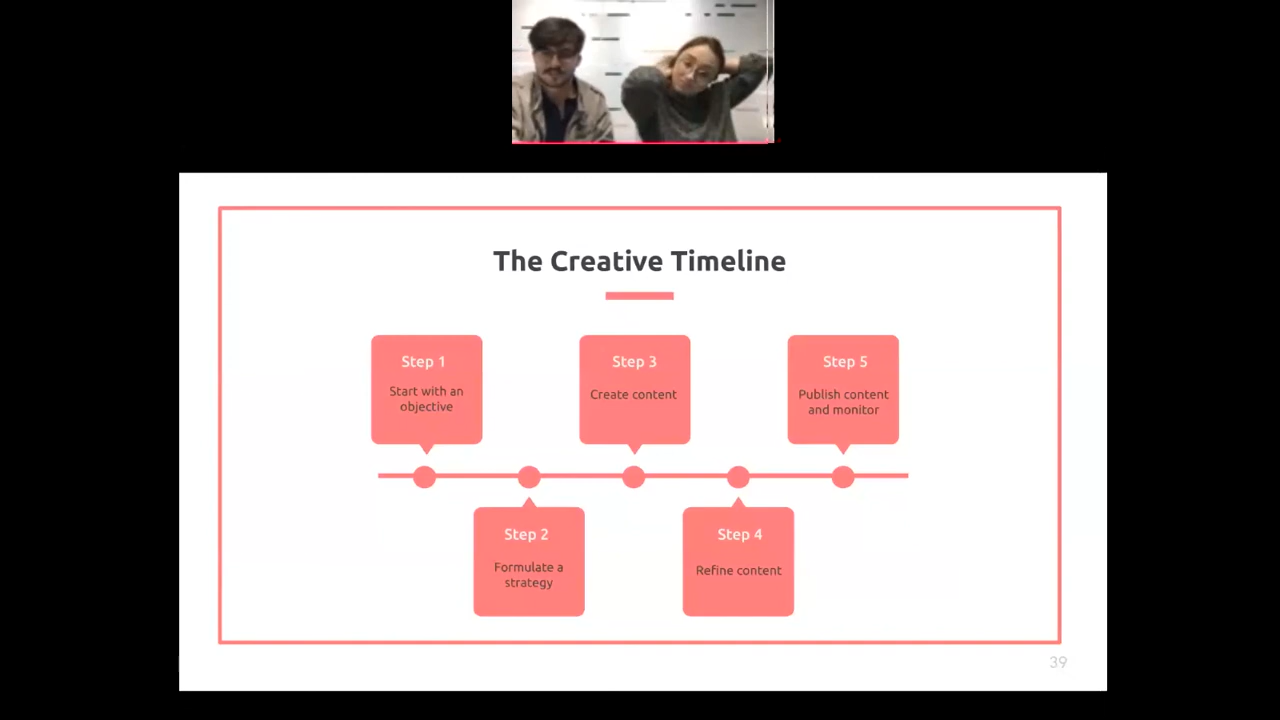 The Creative Timeline
Step 1
Start with an
objective
Step 2
Formulate a
strategy
Step 3
Create content
Step 4
Refine content
Step 5
Publish content
and monitor
39